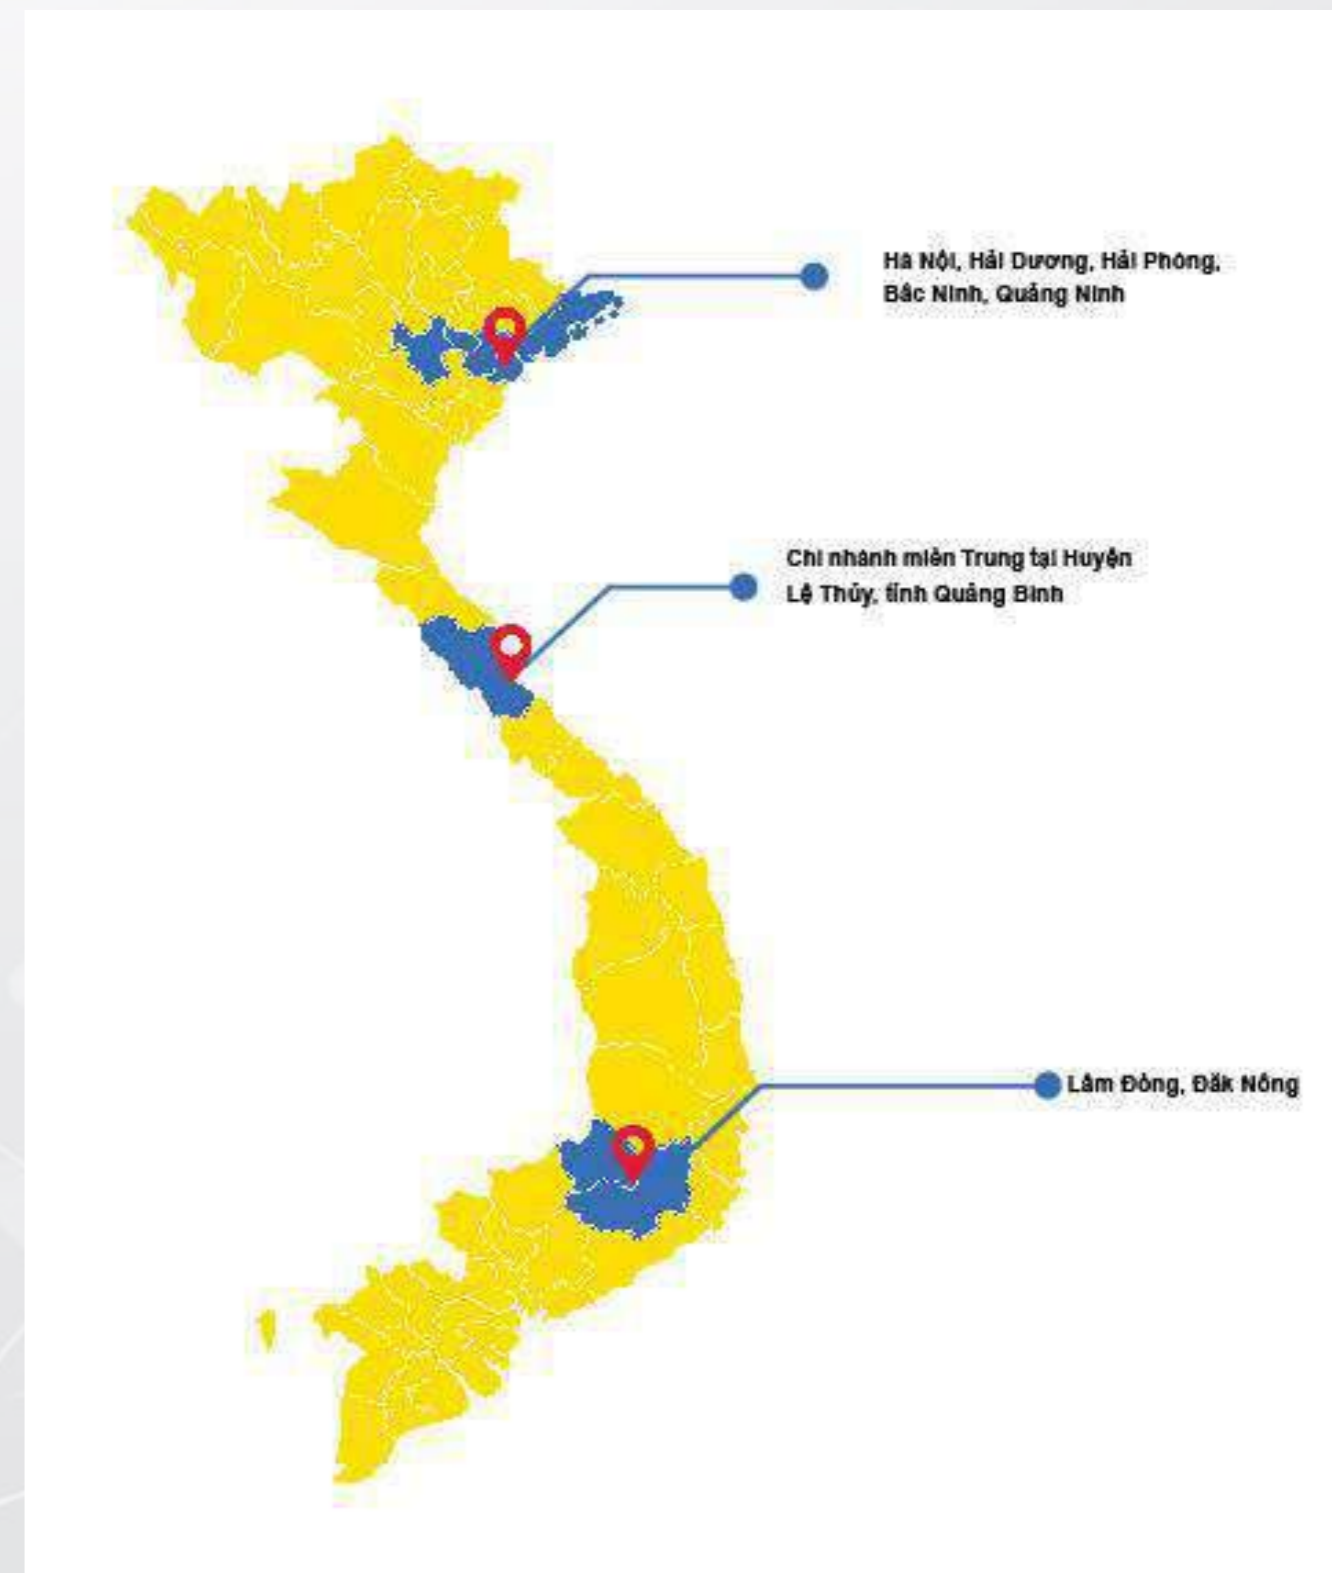 Hà Nội, Hải Dương, Hải Phòng,
Bắc Ninh, Quảng Ninh
Chi nhánh miền Trung tại Huyện
Lệ Thủy, tỉnh Quảng Bình
Lâm Đồng, Đăk Nông